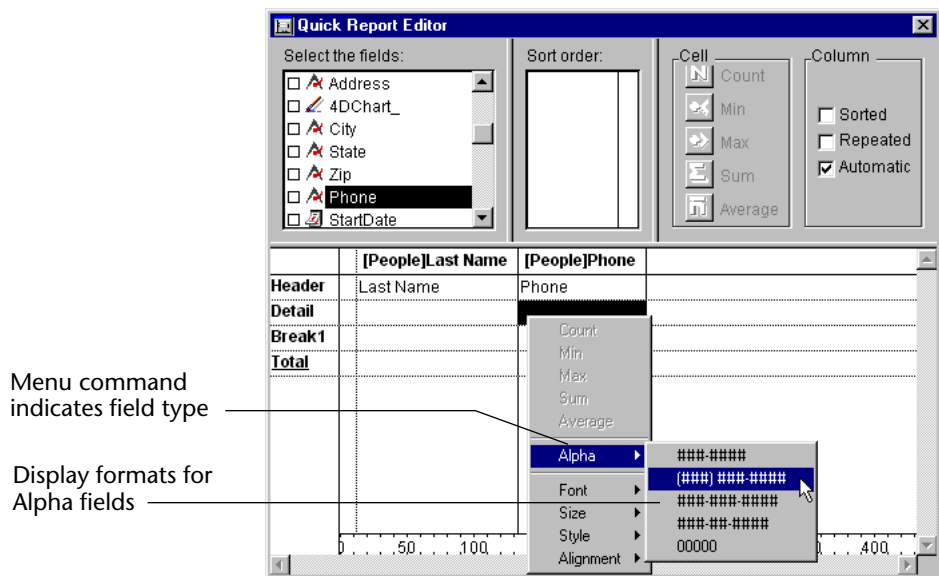 Quick Report Editor
Select the fields:
Address
4DChart_
City
State
Zip
Phone
StartDate
Sort order:
Cell
Count
Min
Max
Sum
Average
Column
Sorted
Repeated
Automatic
[People]Last Name [People]Phone
Header Last Name Phone
Detail
Break1
Total
Count
Min
Max
Sum
Average
Alpha
Font
Size
Style
Alignment
###-####
(###) ###-####
###-###-####
###-##-####
00000
50 100 400
Menu command
indicates field type
Display formats for
Alpha fields